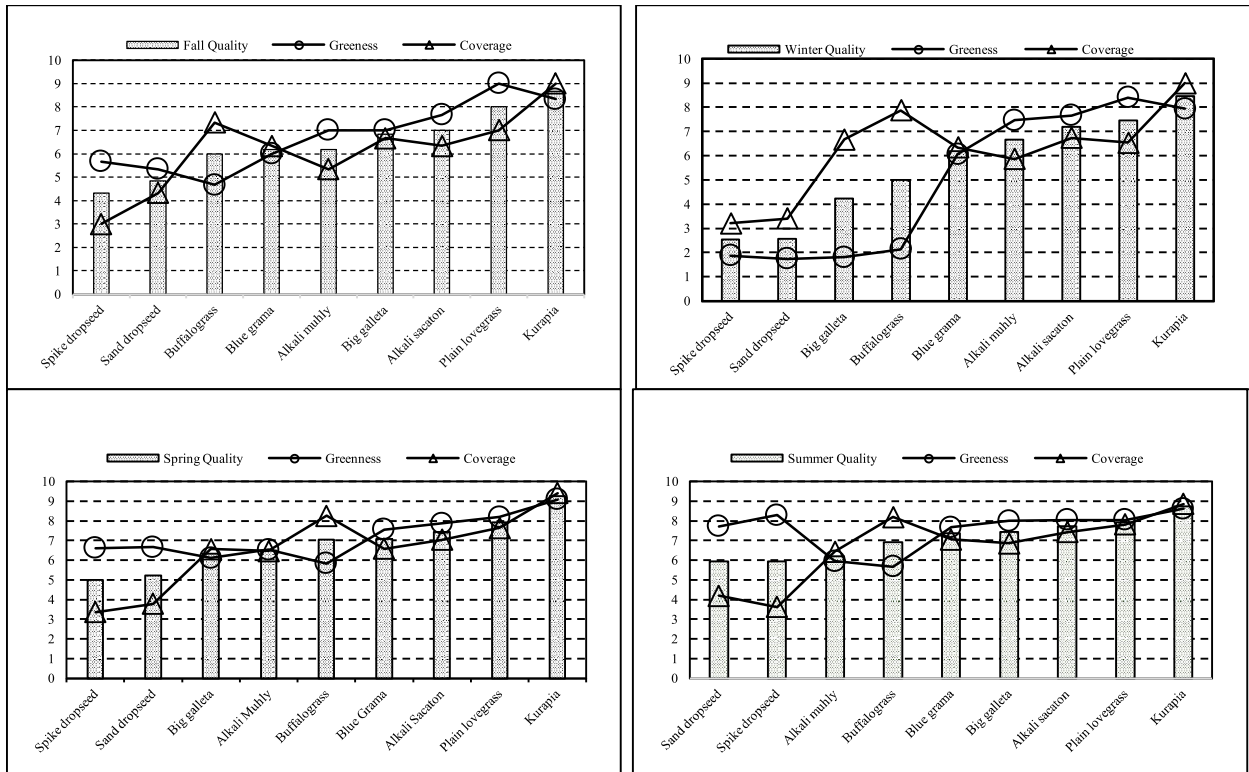 Fall Quality Greeness Coverage
10
9
8
7
6
5
4
3
2
1
0
Spike dropseed
Sand dropseed
Buffalograss
Blue grama
Alkali muhly
Big galleta
Alkali sacaton
Plain lovegrass
Kurapia
Winter Quality Greeness Coverage
10
9
8
7
6
5
4
3
2
1
0
Spike dropseed
Sand dropseed
Big galleta
Buffalograss
Blue grama
Alkali muhly
Alkali sacaton
Plain lovegrass
Kurapia
Spring Quality Greenness Coverage
10
9
8
7
6
5
4
3
2
1
0
Spike dropseed
Sand dropseed
Big galleta
Alkali Muhly
Buffalograss
Blue Grama
Alkali Sacaton
Plain lovegrass
Kurapia
Summer Quality Greeness Coverage
10
9
8
7
6
5
4
3
2
1
0
Sand dropseed
Spike dropseed
Alkali muhly
Buffalograss
Blue grama
Big galleta
Alkali sacaton
Plain lovegrass
Kurapia